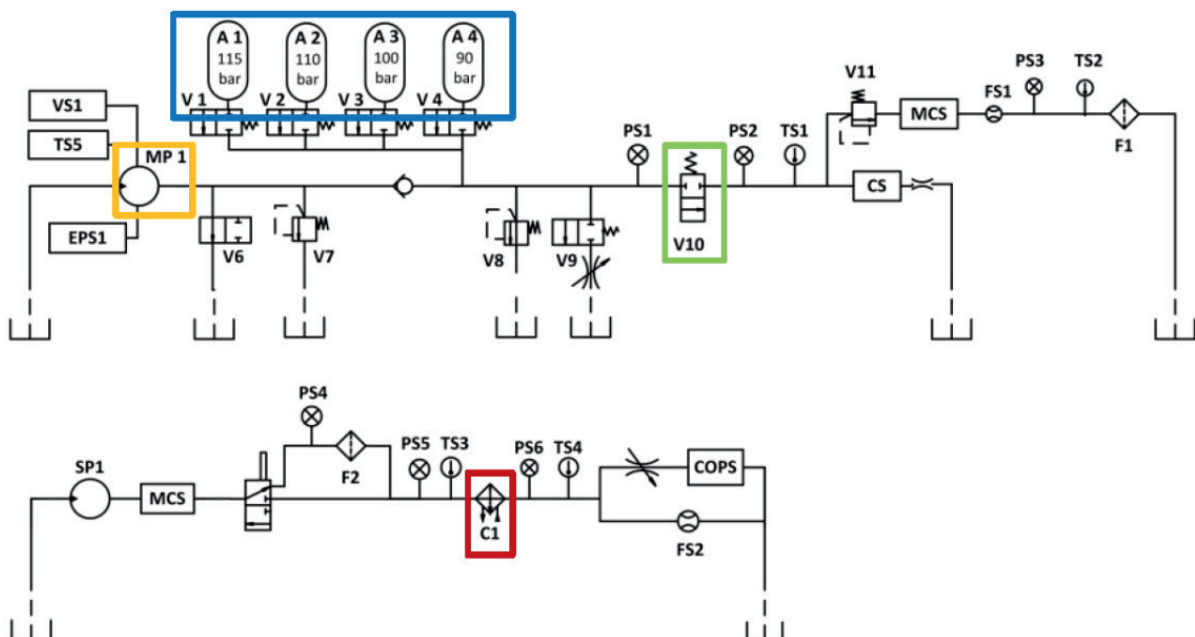 A 1 A 2 A 3 A 4
115 110 100 90
bar bar bar bar
V 1 V 2 V 3 V 4
VS1
TS5
MP 1
EPS1
V6
V7
V8
V9
PS1
V10
PS2
TS1
V11
MCS
FS1
PS3
TS2
F1
CS
SP1
MCS
PS4
F2
PS5
TS3
C1
PS6
TS4
COPS
FS2